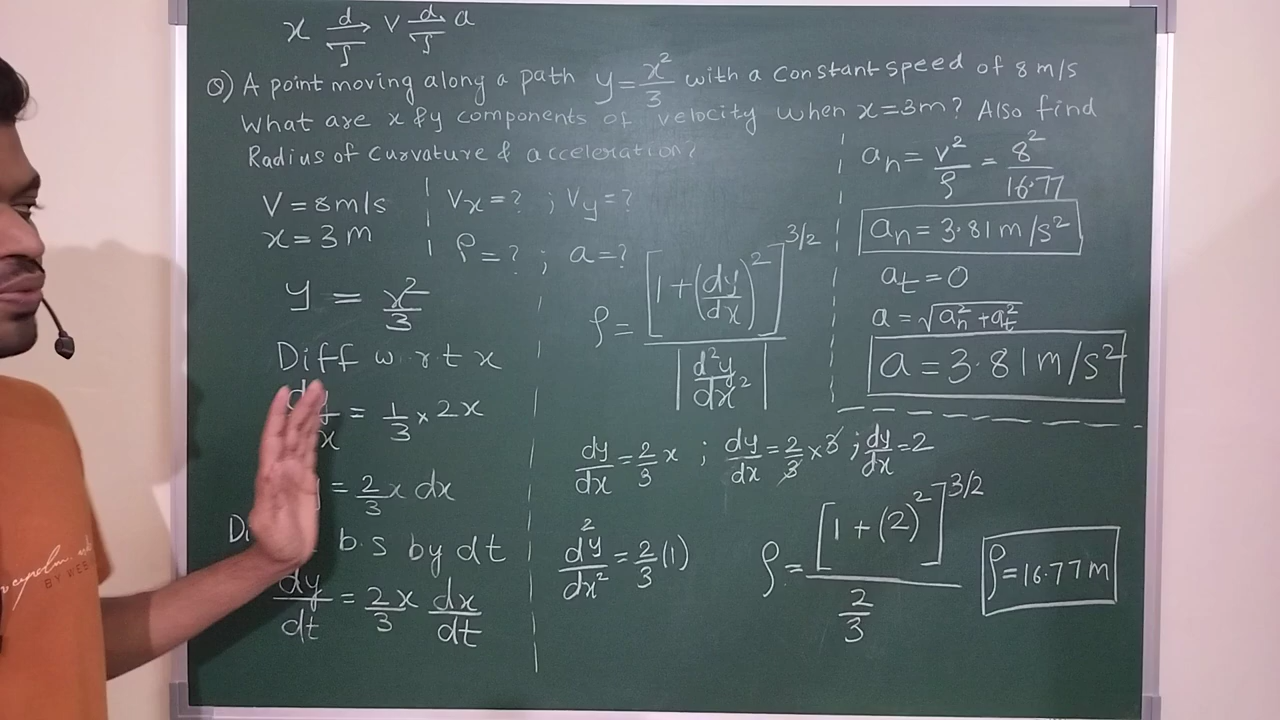 x d/∫ v d/∫ a
Q) A point moving along a path y = x²/3 with a constant speed of 8 m/s
What are x & y components of velocity when x=3m? Also find
Radius of Curvature & acceleration?
V = 8m/s
x = 3 m
Vx = ? ; Vy = ?
ρ = ? ; a = ?
y = x²/3
Diff w.r.t x
= 1/3 × 2x
= 2/3 x dx
b.s by dt
dy/dt = 2/3 x dx/dt
ρ = [1 + (dy/dx)²]^3/2 / |d²y/dx²|
dy/dx = 2/3 x ; dy/dx = 2/3 × 3 ; dy/dx = 2
d²y/dx² = 2/3 (1)
ρ = [1 + (2)²]^3/2 / 2/3
ρ = 16.77 m
an = v²/ρ = 8²/16.77
an = 3.81 m/s²
at = 0
a = √an² + at²
a = 3.81 m/s²
BY WES